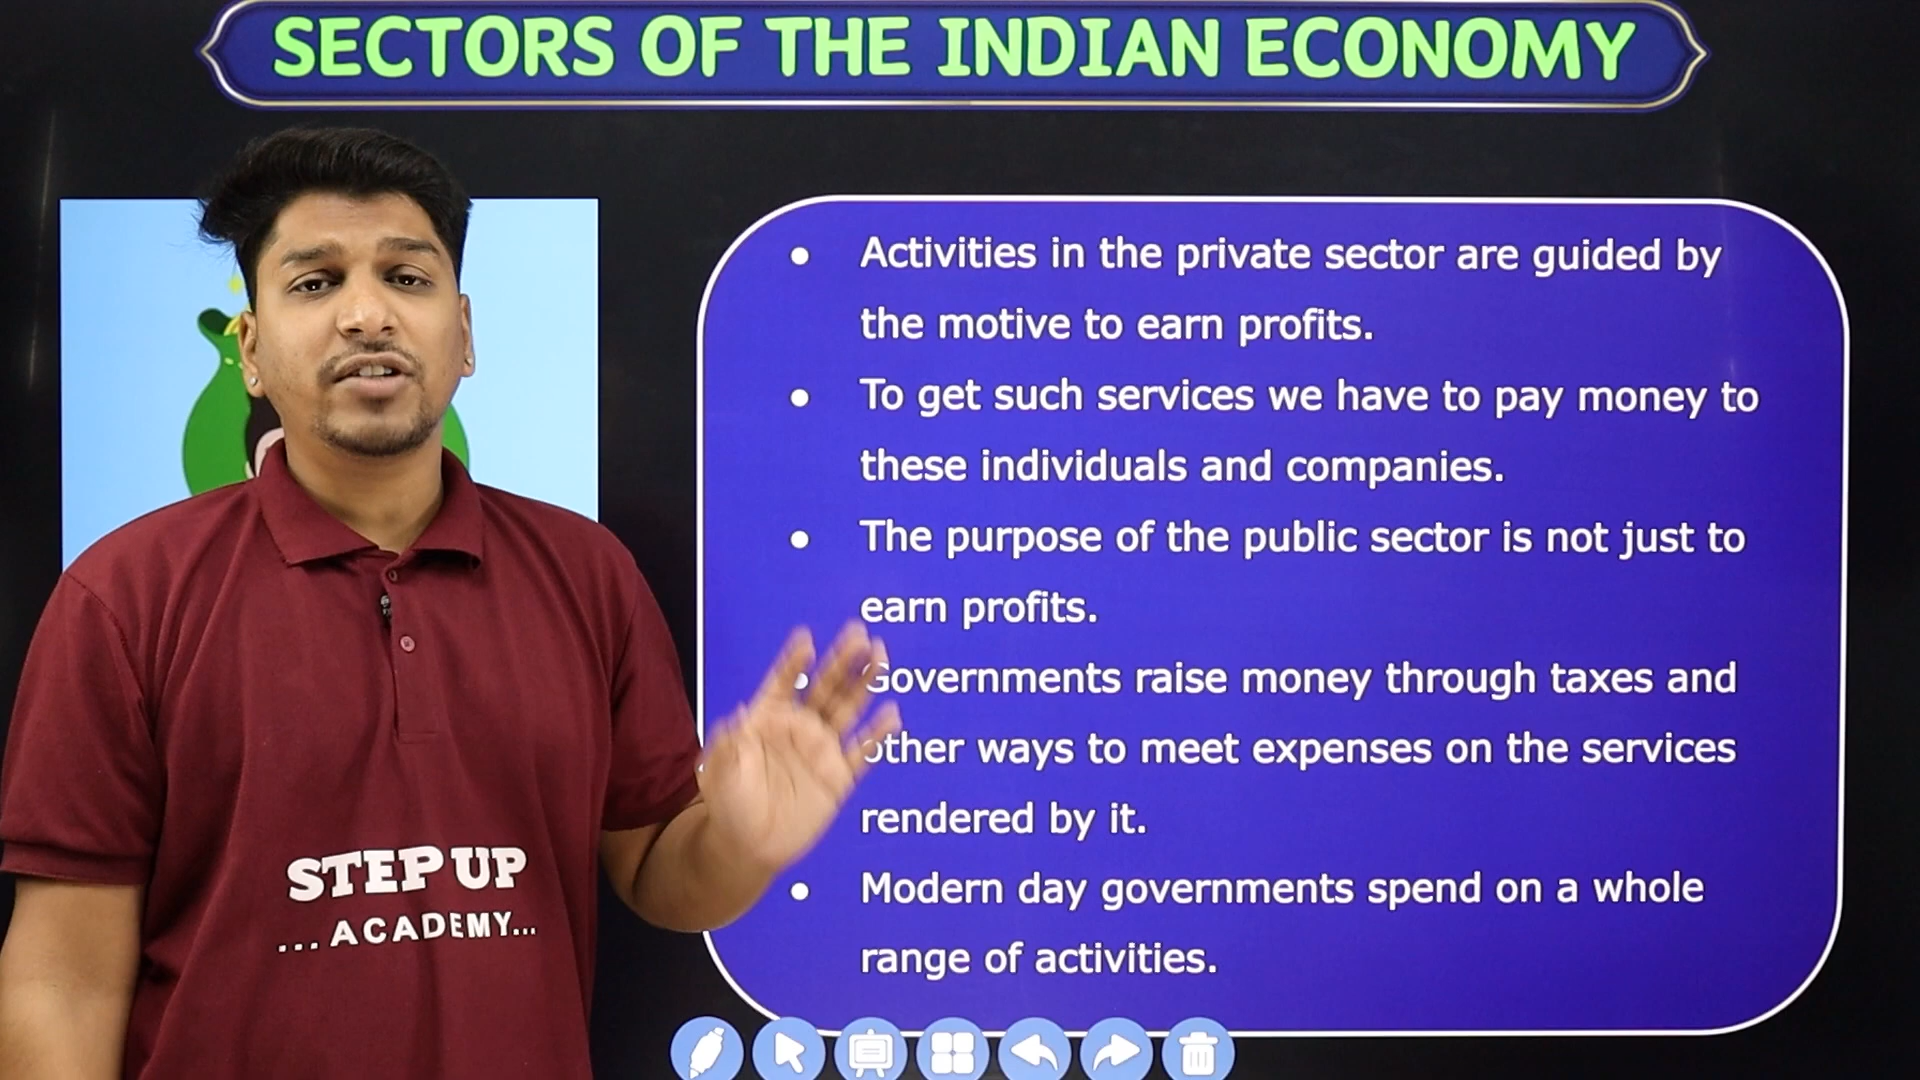 SECTORS OF THE INDIAN ECONOMY
• Activities in the private sector are guided by
the motive to earn profits.
• To get such services we have to pay money to
these individuals and companies.
• The purpose of the public sector is not just to
earn profits.
• Governments raise money through taxes and
other ways to meet expenses on the services
rendered by it.
• Modern day governments spend on a whole
range of activities.
STEP UP
...ACADEMY...